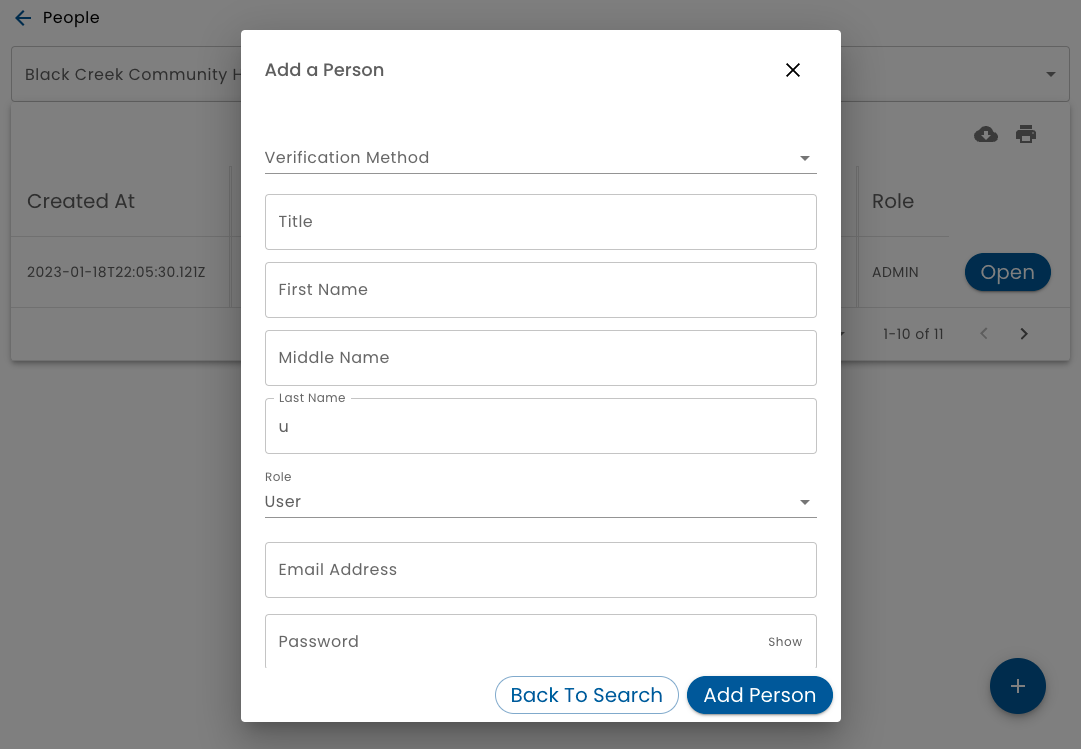 People
Black Creek Community H
Created At
Role
2023-01-18T22:05:30.121Z
ADMIN
Open
1-10 of 11
Add a Person
Verification Method
Title
First Name
Middle Name
Last Name
u
Role
User
Email Address
Password
Show
Back To Search
Add Person